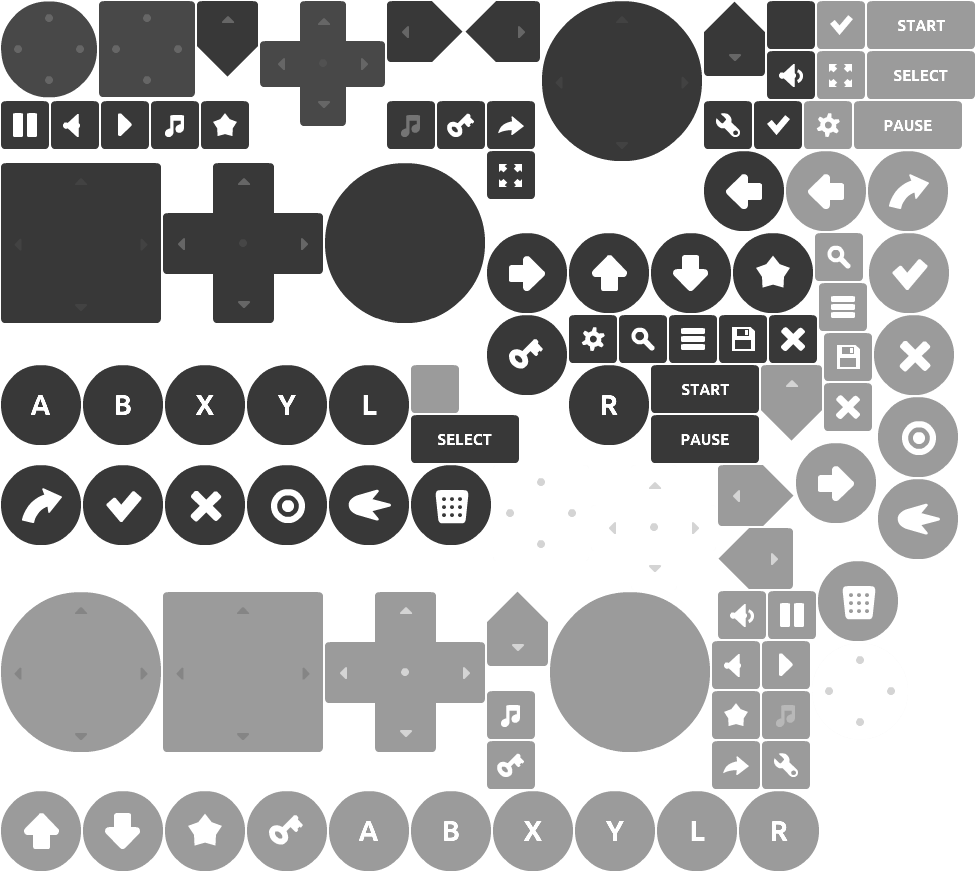 START
SELECT
PAUSE
A B X Y L
R
START
SELECT
PAUSE
A B X Y L R